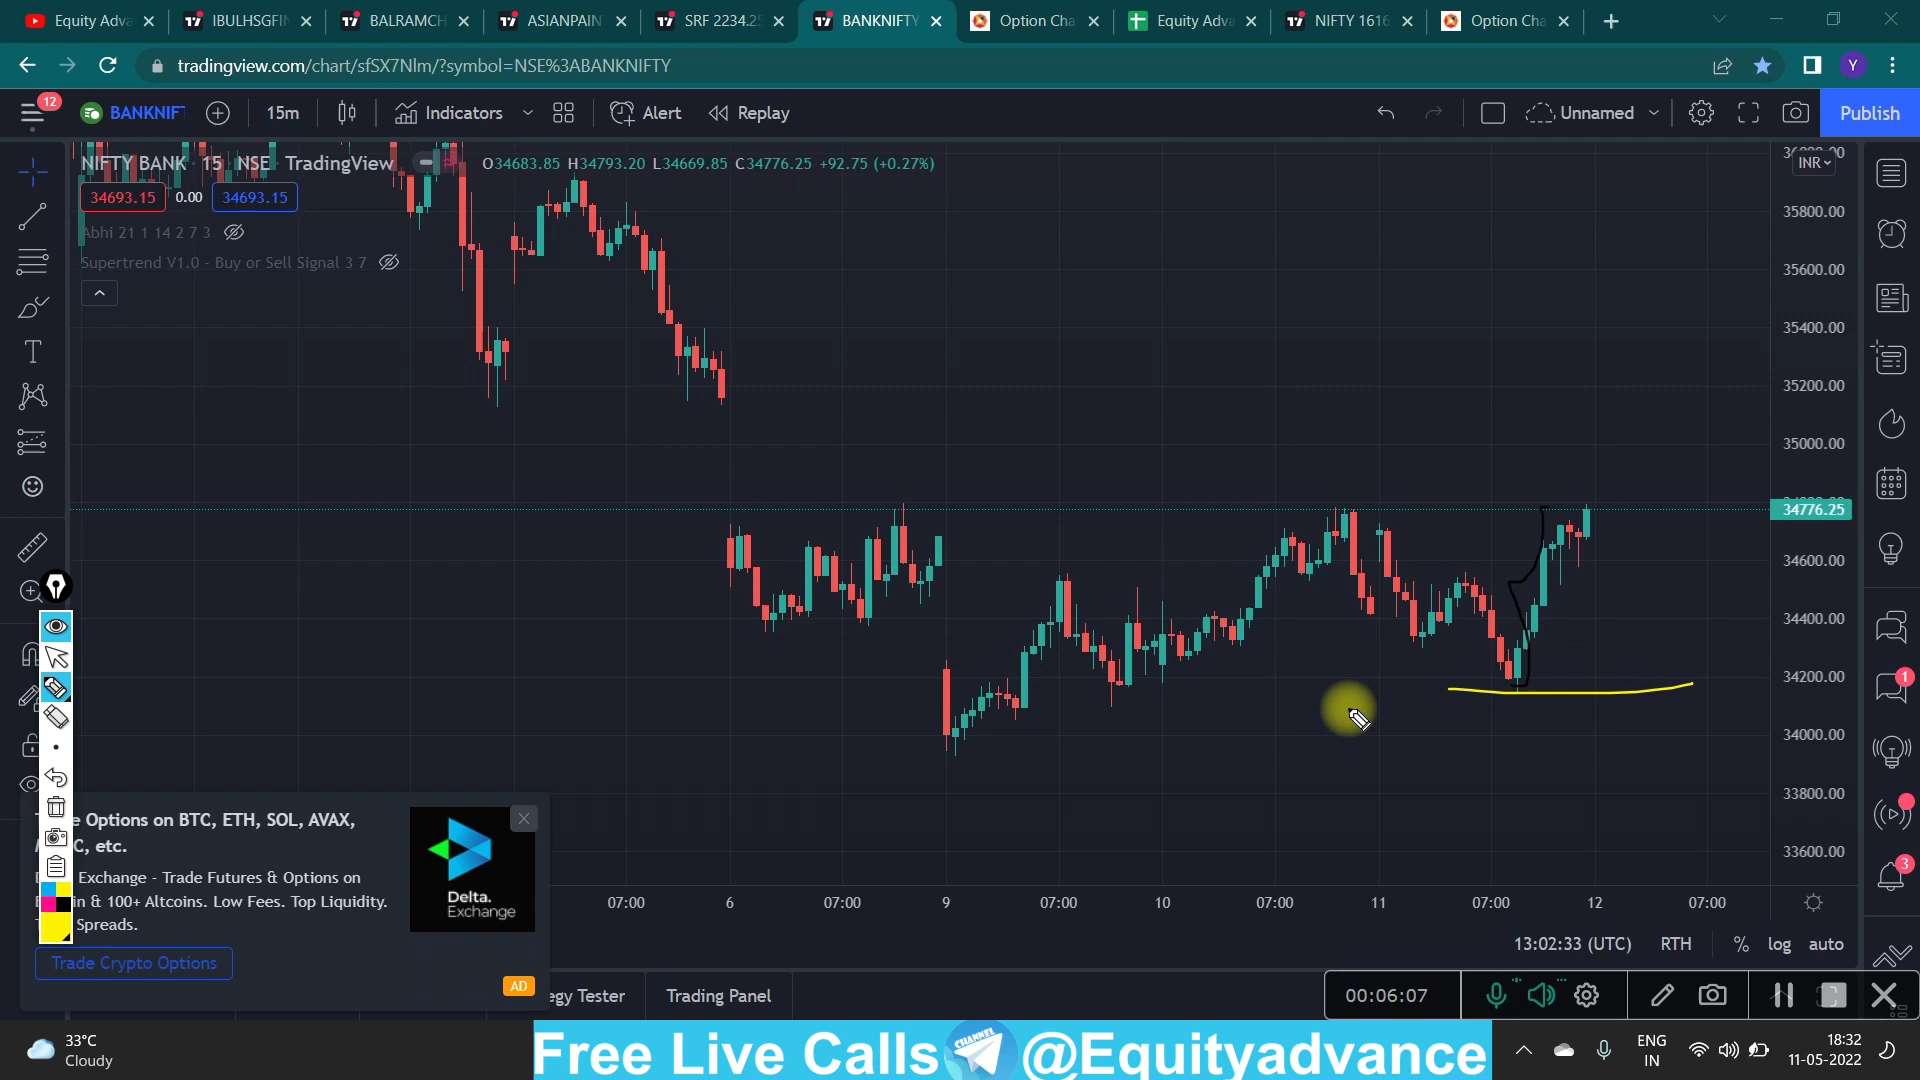 Equity Adva
IBULHSGFIN
BALRAMCH
ASIANPAIN
SRF 2234.25
BANKNIFTY
Option Cha
Equity Adva
NIFTY 1616
Option Cha
tradingview.com/chart/sfSX7Nlm/?symbol=NSE%3ABANKNIFTY
Y
12
BANKNIFT
15m
Indicators
Alert
Replay
Unnamed
Publish
NIFTY BANK 15 NSE TradingView
O34683.85 H34793.20 L34669.85 C34776.25 +92.75 (+0.27%)
INR
34693.15 0.00 34693.15
Abhi 21 1 14 2 7 3
Supertrend V1.0 - Buy or Sell Signal 3 7
35800.00
35600.00
35400.00
35200.00
35000.00
34776.25
34600.00
34400.00
34200.00
34000.00
33800.00
33600.00
07:00 6 07:00 9 07:00 10 07:00 11 07:00 12 07:00
13:02:33 (UTC) RTH % log auto
e Options on BTC, ETH, SOL, AVAX,
C, etc.
Exchange - Trade Futures & Options on
in & 100+ Altcoins. Low Fees. Top Liquidity.
Spreads.
Trade Crypto Options
Delta.
Exchange
AD
egy Tester
Trading Panel
00:06:07
1
3
33°C
Cloudy
Free Live Calls
CHANNEL
@Equityadvance
ENG
IN
18:32
11-05-2022